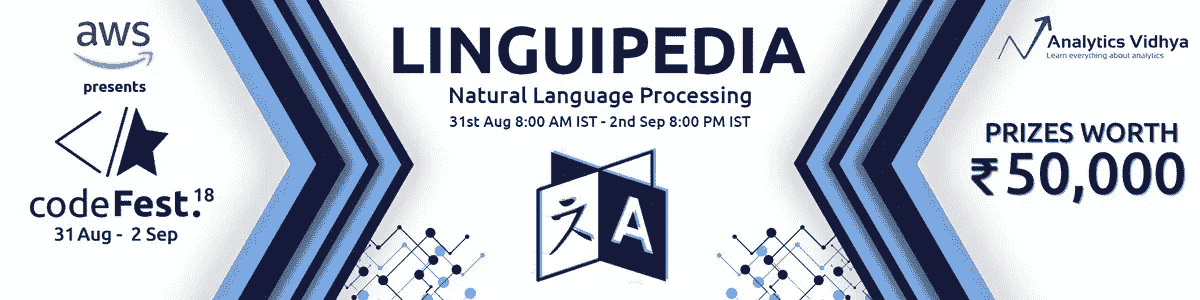 aws
presents
codeFest.18
31 Aug - 2 Sep
LINGUIPEDIA
Natural Language Processing
31st Aug 8:00 AM IST - 2nd Sep 8:00 PM IST
文 A
Analytics Vidhya
Learn everything about analytics
PRIZES WORTH
₹ 50,000